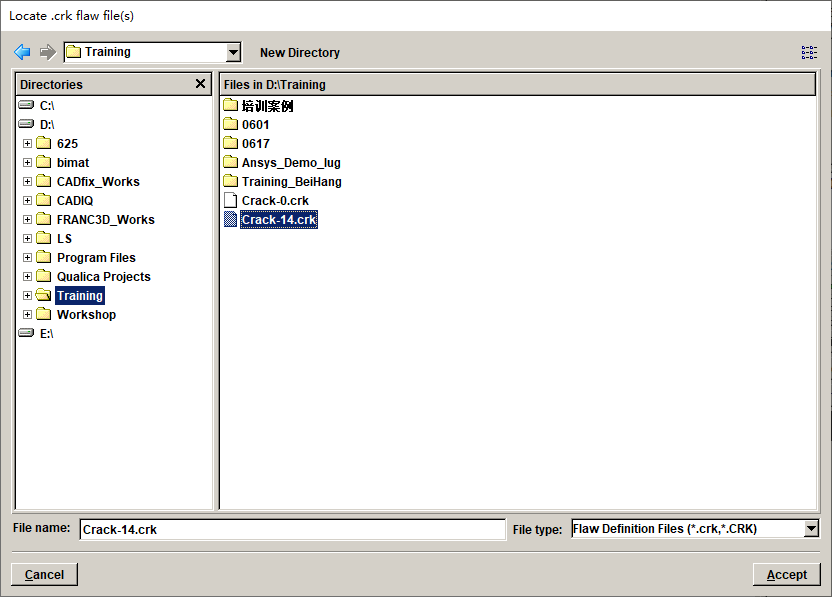 Locate .crk flaw file(s)
Training
New Directory
Directories
C:\
D:\
625
bimat
CADfix_Works
CADIQ
FRANC3D_Works
LS
Program Files
Qualica Projects
Training
Workshop
E:\
Files in D:\Training
培训案例
0601
0617
Ansys_Demo_lug
Training_BeiHang
Crack-0.crk
Crack-14.crk
File name: Crack-14.crk
File type: Flaw Definition Files (*.crk,*.CRK)
Cancel
Accept